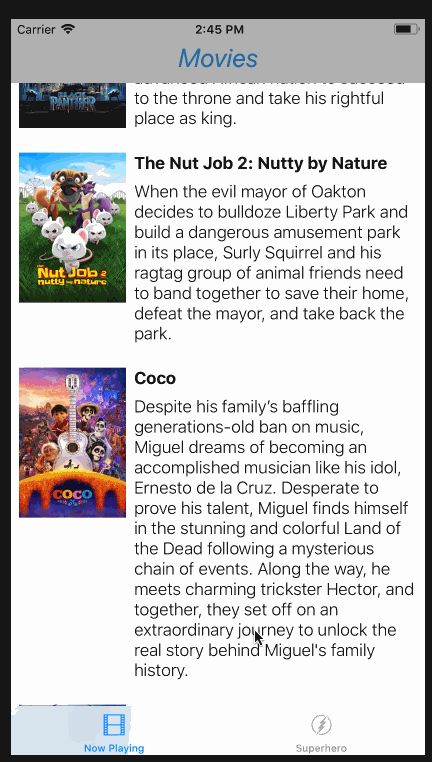 Carrier
2:45 PM
Movies
BLACK
PANTHER
to the throne and take his rightful
place as king.
The Nut Job 2: Nutty by Nature
When the evil mayor of Oakton
decides to bulldoze Liberty Park and
build a dangerous amusement park
in its place, Surly Squirrel and his
ragtag group of animal friends need
to band together to save their home,
defeat the mayor, and take back the
park.
the Nut Job 2
nutty by nature
Coco
Despite his family’s baffling
generations-old ban on music,
Miguel dreams of becoming an
accomplished musician like his idol,
Ernesto de la Cruz. Desperate to
prove his talent, Miguel finds himself
in the stunning and colorful Land of
the Dead following a mysterious
chain of events. Along the way, he
meets charming trickster Hector, and
together, they set off on an
extraordinary journey to unlock the
real story behind Miguel's family
history.
COCO
Now Playing
Superhero